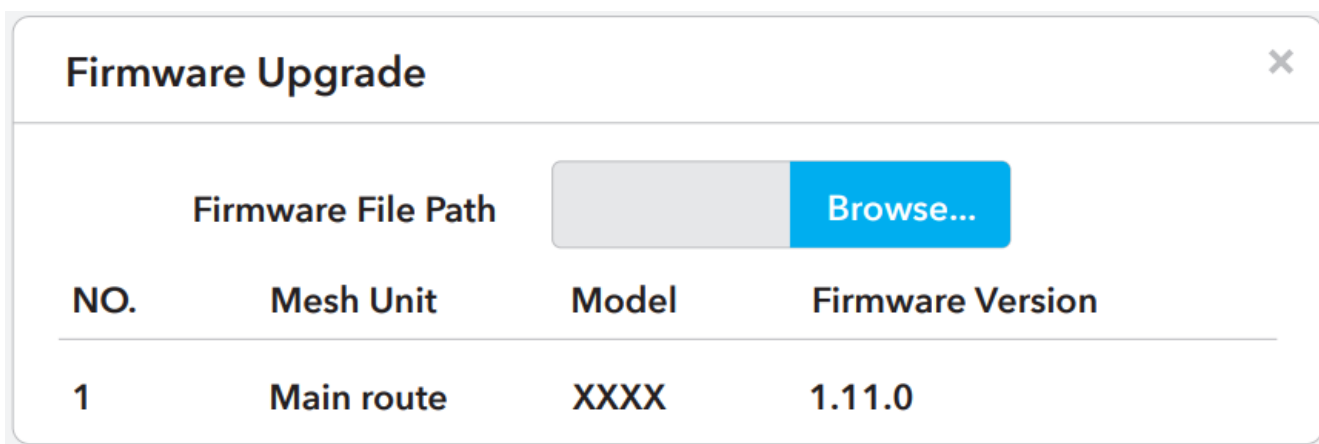 Firmware Upgrade ×
Firmware File Path Browse...
NO. Mesh Unit Model Firmware Version
1 Main route XXXX 1.11.0